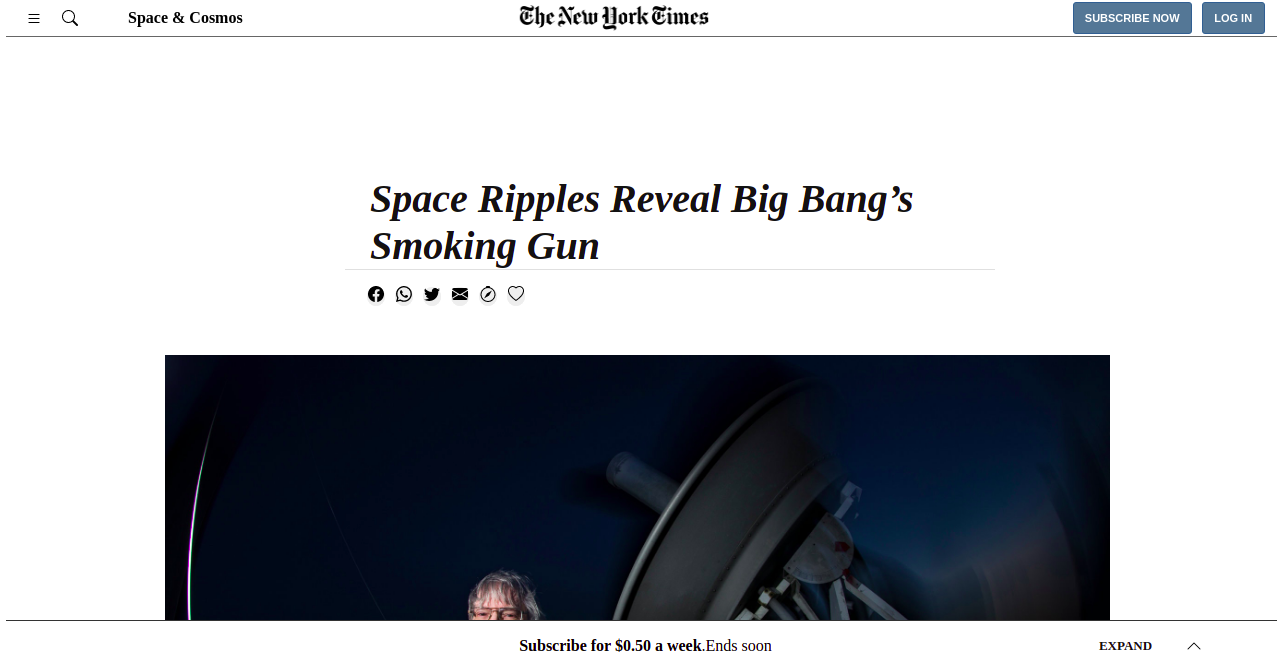 Space & Cosmos
The New York Times
SUBSCRIBE NOW
LOG IN
Space Ripples Reveal Big Bang’s
Smoking Gun
Subscribe for $0.50 a week.Ends soon
EXPAND